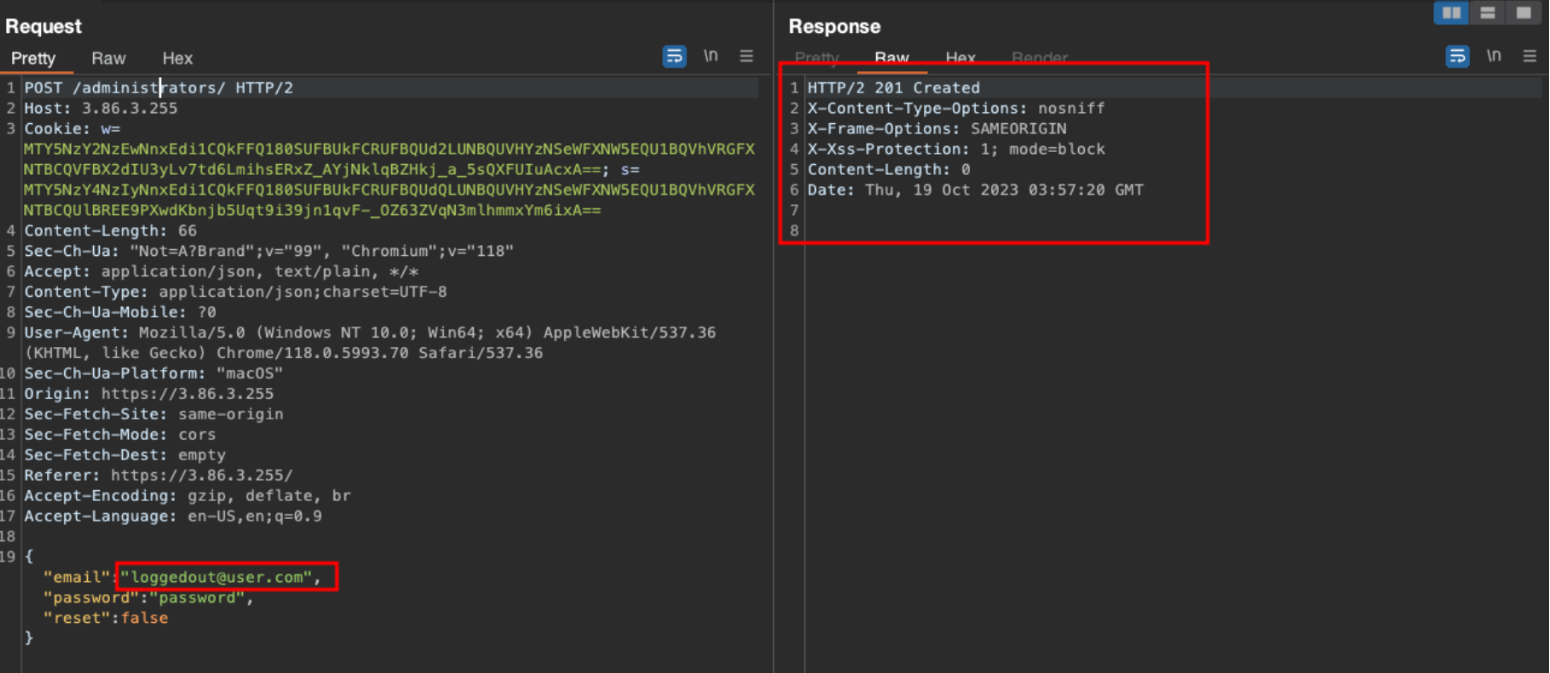 Request
Pretty Raw Hex
\n
1 POST /administrators/ HTTP/2
2 Host: 3.86.3.255
3 Cookie: w=
MTY5NzY2NzEwNnxEdi1CQkFFQ180SUFBUkFCRUFBQUd2LUNBQUVHYzNSeWFXNW5EQU1BQVhVRGFX
NTBCQVFBX2dIU3yLv7td6LmihsERxZ_AYjNklqBZHkj_a_5sQXFUIuAcxA==; s=
MTY5NzY4NzIyNnxEdi1CQkFFQ180SUFBUkFCRUFBQUdQLUNBQUVHYzNSeWFXNW5EQU1BQVhVRGFX
NTBCQUlBREE9PXwdKbnjb5Uqt9i39jn1qvF-_OZ63ZVqN3mlhmmxYm6ixA==
4 Content-Length: 66
5 Sec-Ch-Ua: "Not=A?Brand";v="99", "Chromium";v="118"
6 Accept: application/json, text/plain, */*
7 Content-Type: application/json;charset=UTF-8
8 Sec-Ch-Ua-Mobile: ?0
9 User-Agent: Mozilla/5.0 (Windows NT 10.0; Win64; x64) AppleWebKit/537.36
(KHTML, like Gecko) Chrome/118.0.5993.70 Safari/537.36
10 Sec-Ch-Ua-Platform: "macOS"
11 Origin: https://3.86.3.255
12 Sec-Fetch-Site: same-origin
13 Sec-Fetch-Mode: cors
14 Sec-Fetch-Dest: empty
15 Referer: https://3.86.3.255/
16 Accept-Encoding: gzip, deflate, br
17 Accept-Language: en-US,en;q=0.9
18
19 {
"email":"loggedout@user.com",
"password":"password",
"reset":false
}
Response
Pretty Raw Hex Render
\n
1 HTTP/2 201 Created
2 X-Content-Type-Options: nosniff
3 X-Frame-Options: SAMEORIGIN
4 X-Xss-Protection: 1; mode=block
5 Content-Length: 0
6 Date: Thu, 19 Oct 2023 03:57:20 GMT
7
8